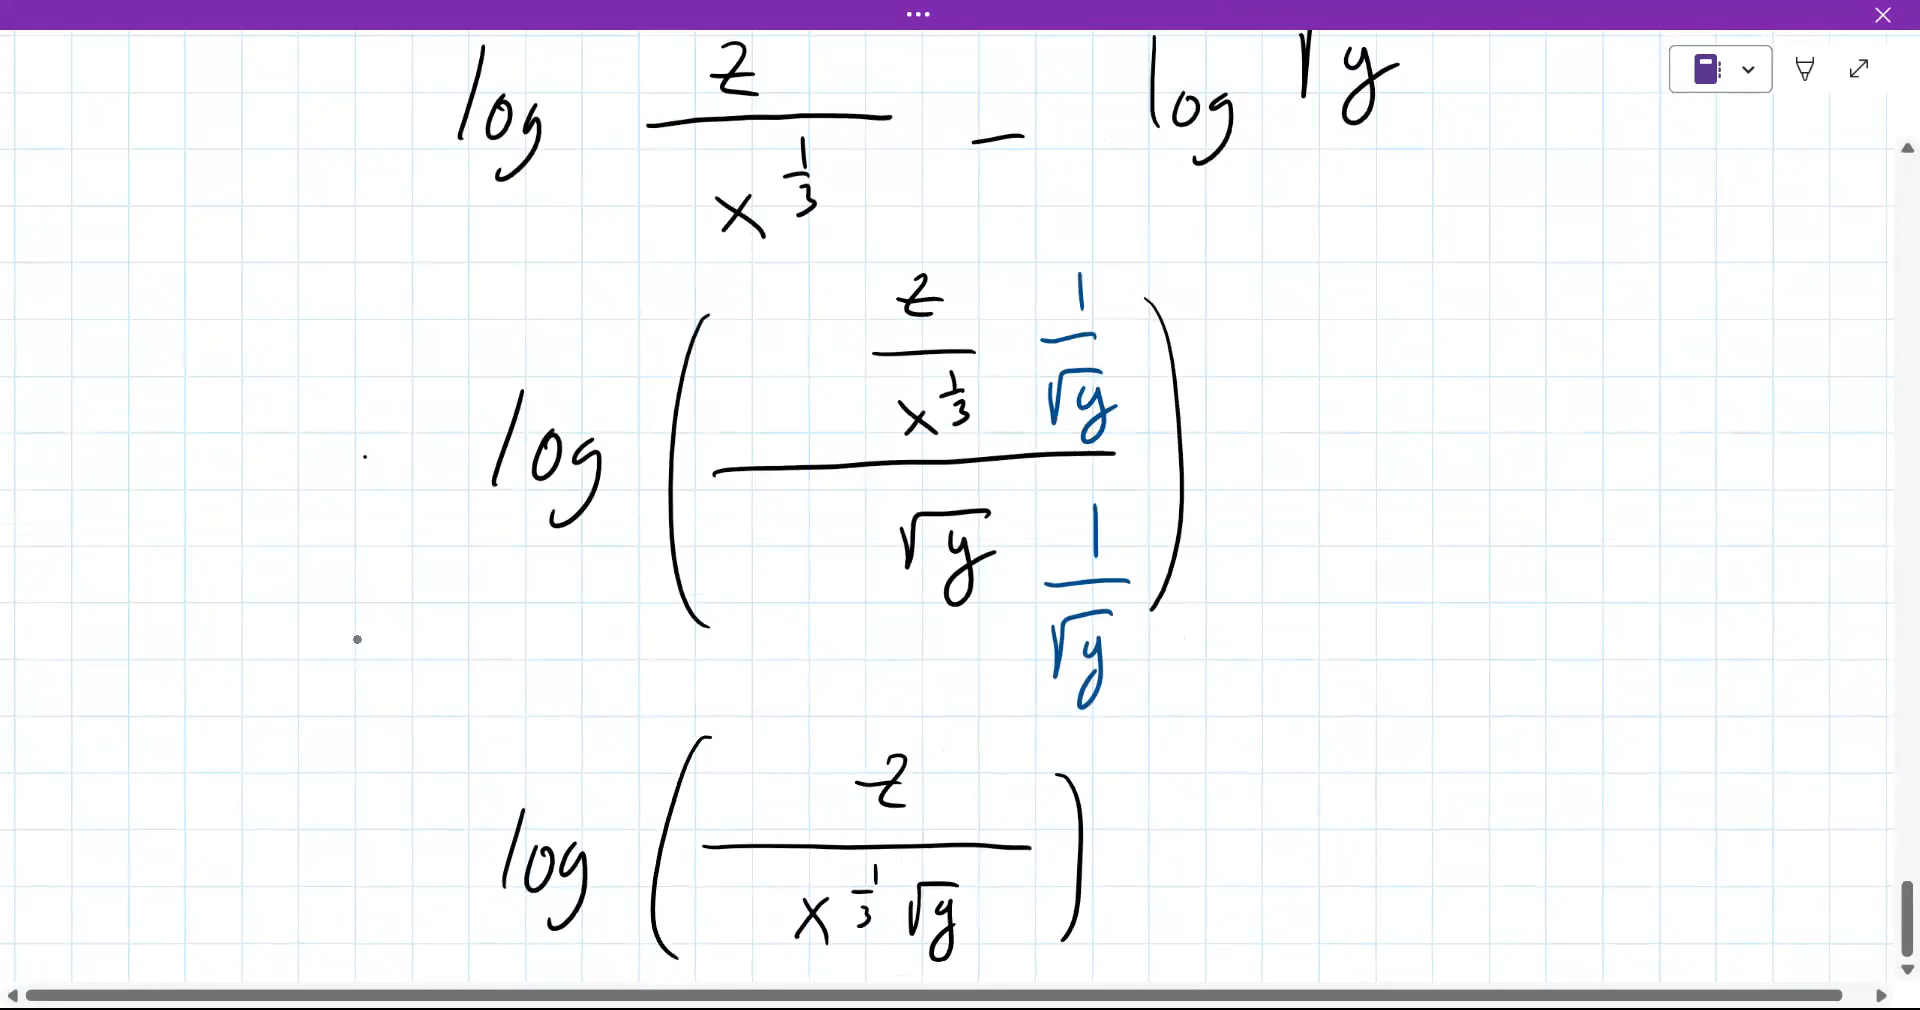 log z/x^(1/3) − log √y
log ( (z/x^(1/3) 1/√y) / (√y 1/√y) )
log ( z / (x^(1/3) √y) )